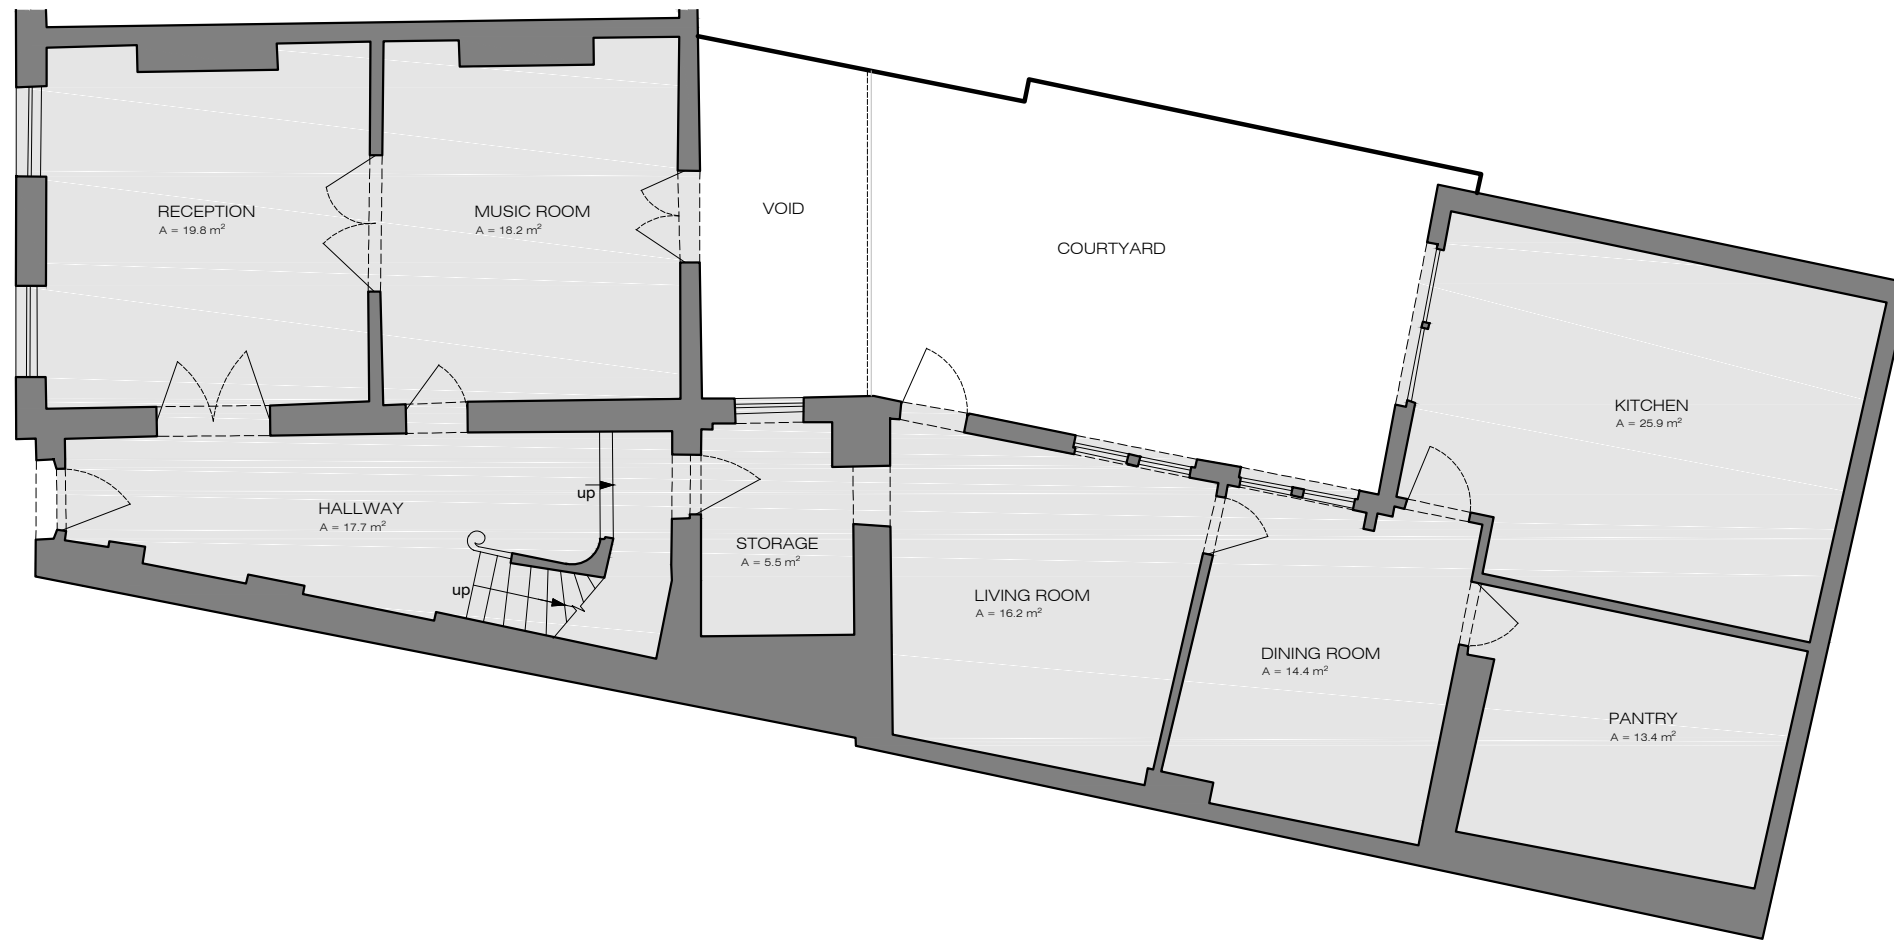 RECEPTION
A = 19.8 m²
MUSIC ROOM
A = 18.2 m²
VOID
COURTYARD
KITCHEN
A = 25.9 m²
HALLWAY
A = 17.7 m²
up
up
STORAGE
A = 5.5 m²
LIVING ROOM
A = 16.2 m²
DINING ROOM
A = 14.4 m²
PANTRY
A = 13.4 m²